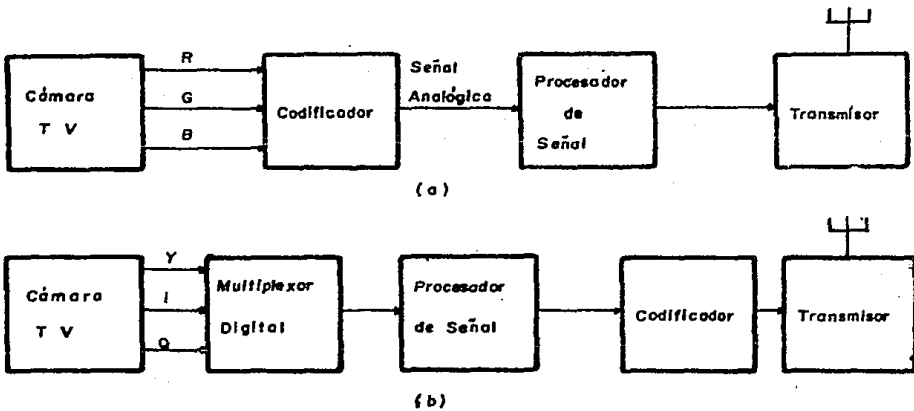 Cámara
T V
R
G
B
Codificador
Señal
Analógica
Procesador
de
Señal
Transmisor
(a)
Cámara
T V
Y
I
Q
Multiplexor
Digital
Procesador
de Señal
Codificador
Transmisor
(b)